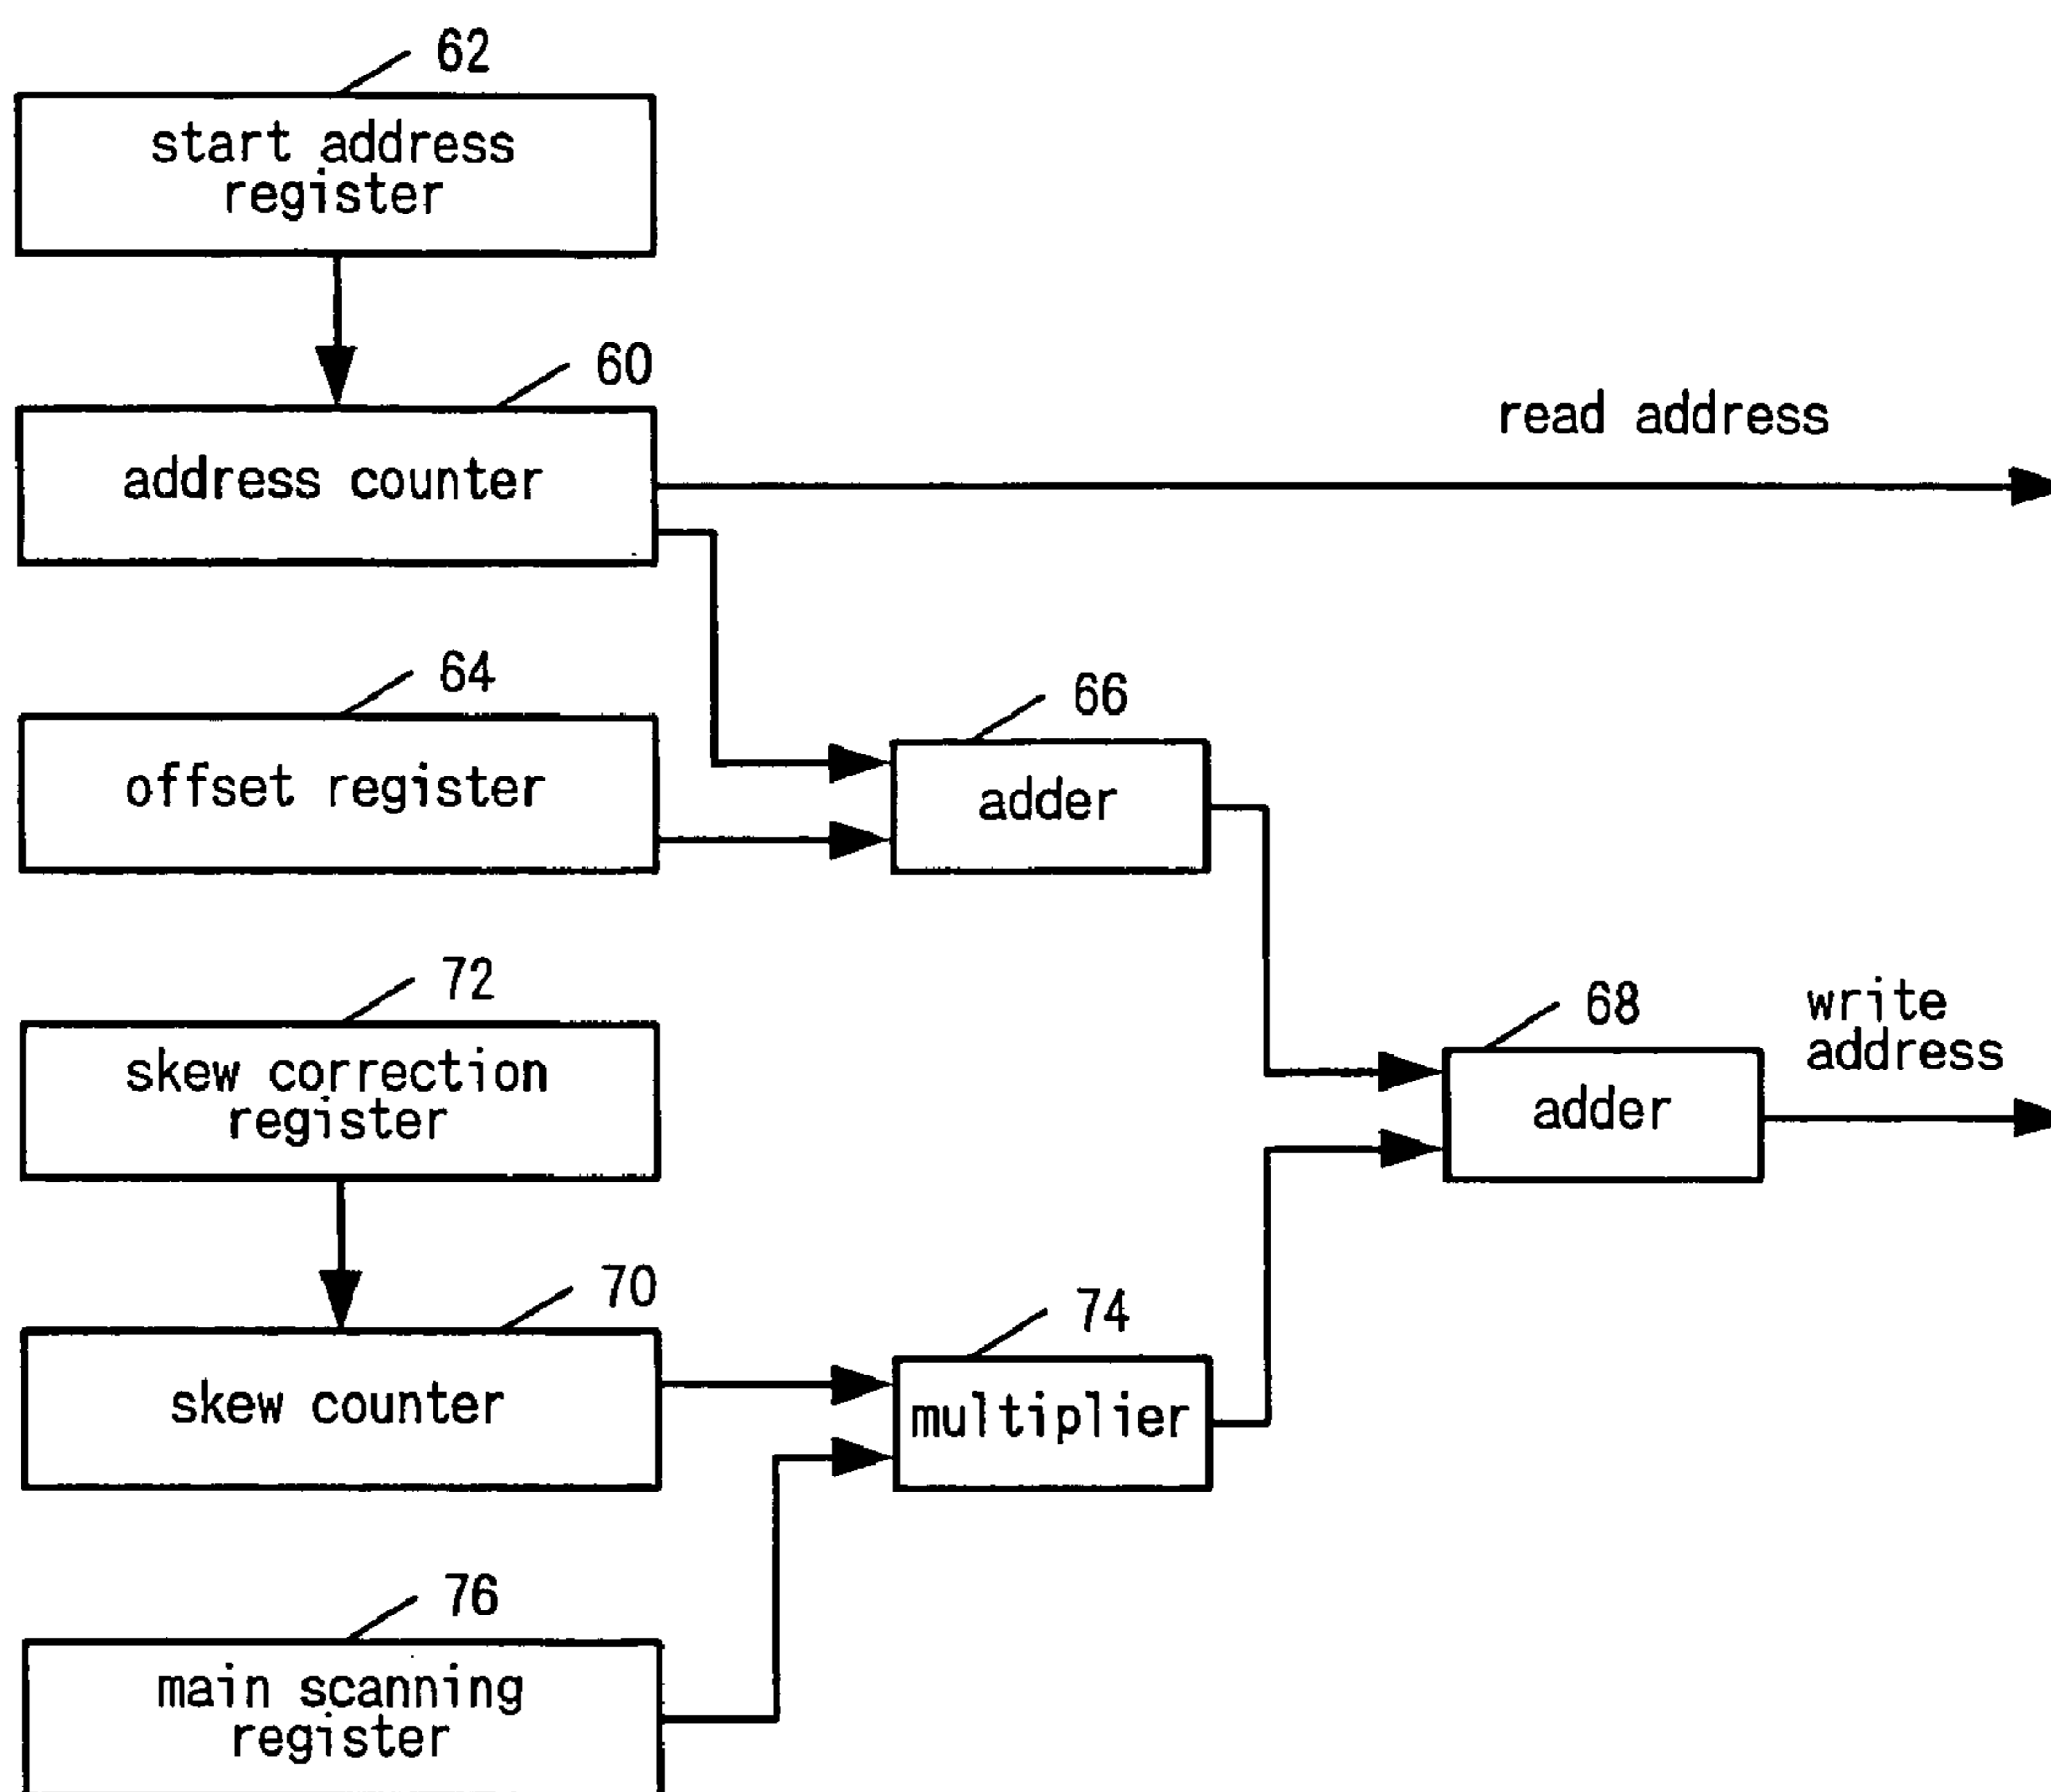 62
start address
register
60
address counter
read address
64
offset register
66
adder
72
skew correction
register
68
adder
write
address
70
skew counter
74
multiplier
76
main scanning
register